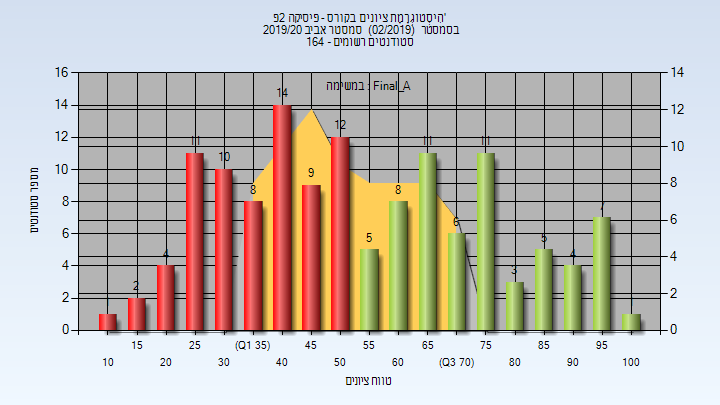 היסטוגרמת ציונים בקורס - פיסיקה 2פ'
בסמסטר (02/2019) סמסטר אביב 2019/20
סטודנטים רשומים - 164
במשימה : Final_A
מספר סטודנטים
16 14 12 10 8 6 4 2 0
14 12 10 8 6 4 2 0
1 2 4 11 10 8 14 9 12 5 8 11 6 11 3 5 4 7 1
15 25 (Q1 35) 45 55 65 75 85 95
10 20 30 40 50 60 (Q3 70) 80 90 100
טווח ציונים